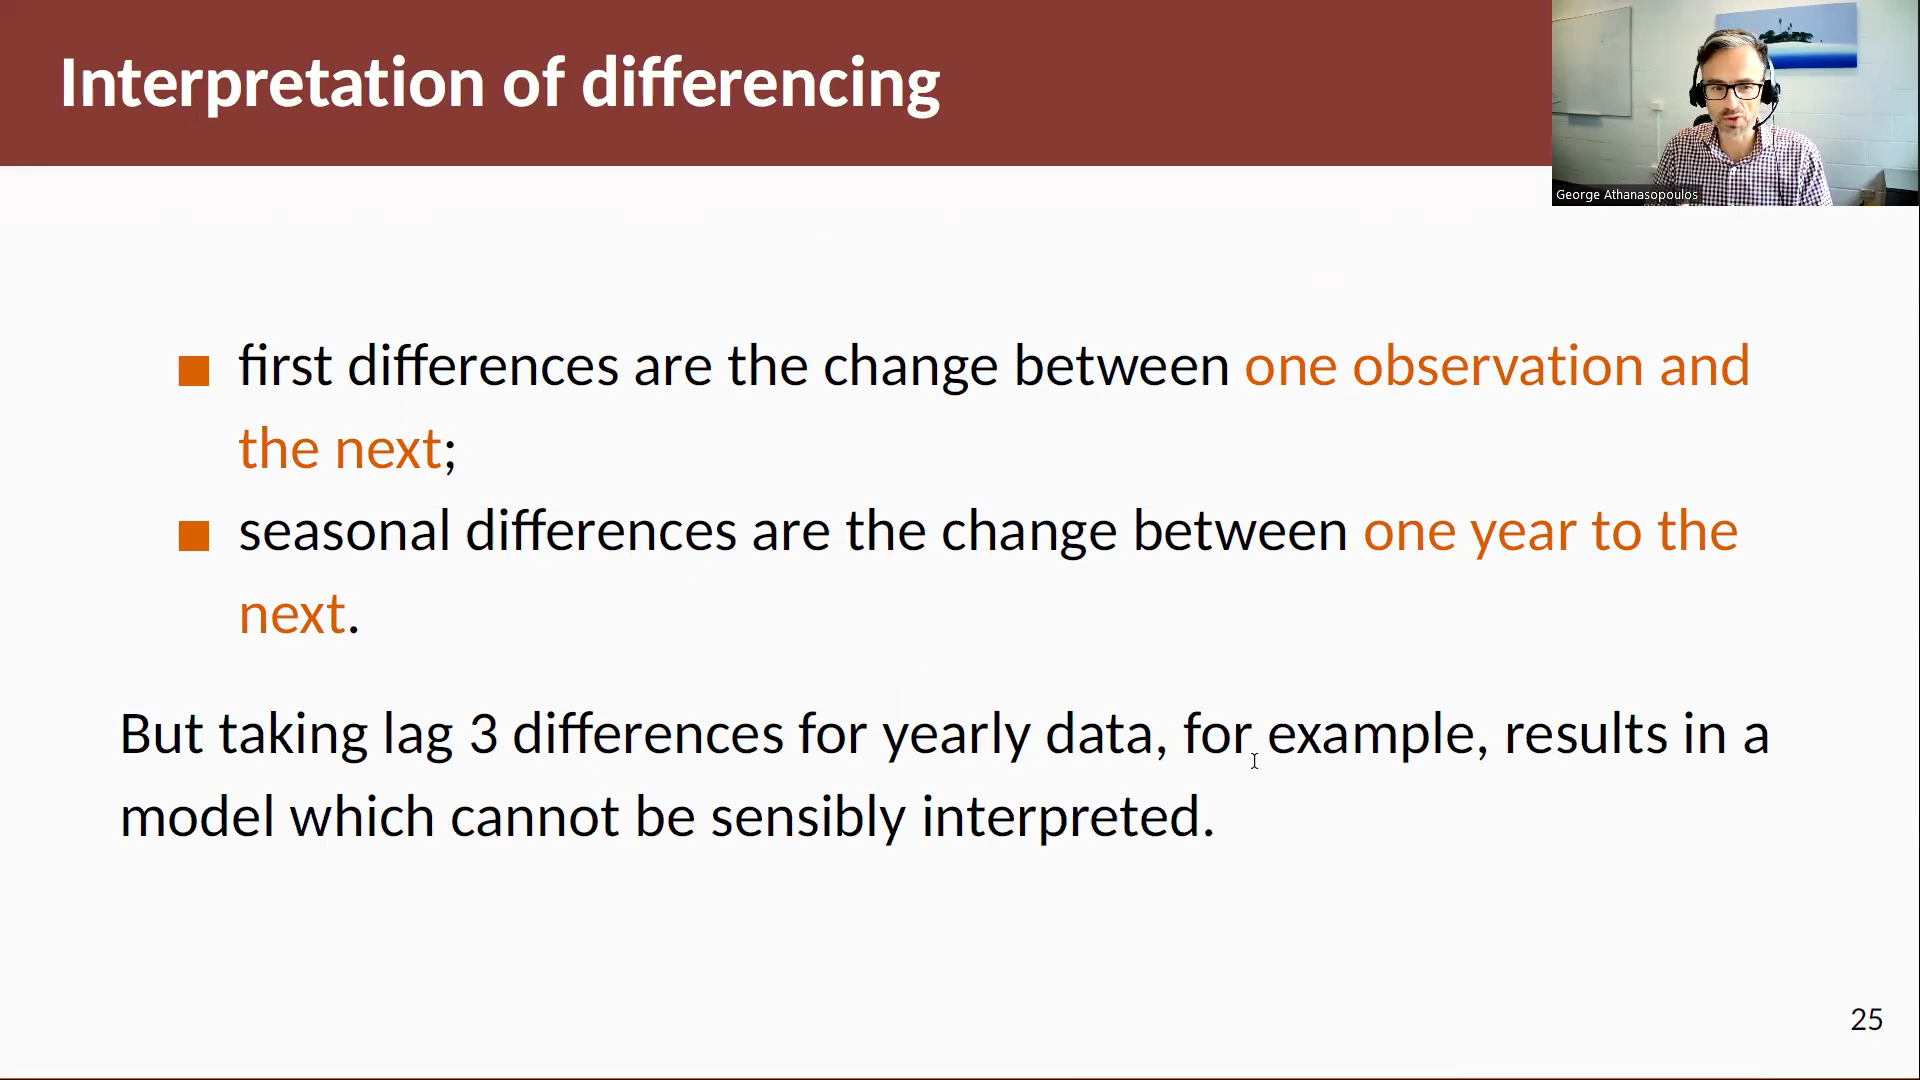 Interpretation of differencing
George Athanasopoulos
first differences are the change between one observation and
the next;
seasonal differences are the change between one year to the
next.
But taking lag 3 differences for yearly data, for example, results in a
model which cannot be sensibly interpreted.
25